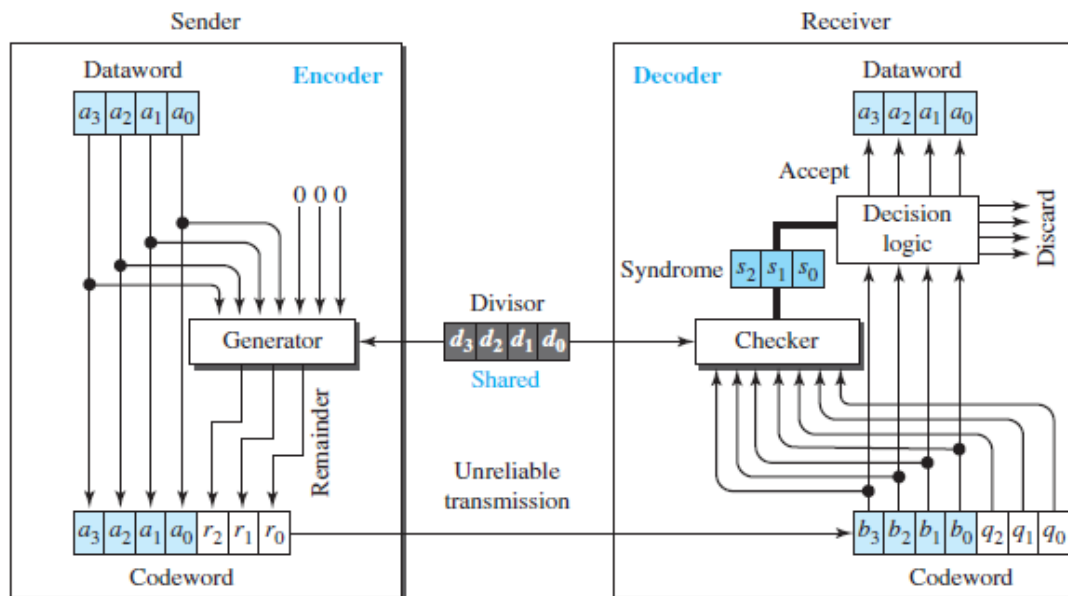 Sender
Receiver
Dataword
Encoder
a3 a2 a1 a0
0 0 0
Generator
Remainder
a3 a2 a1 a0 r2 r1 r0
Codeword
Divisor
d3 d2 d1 d0
Shared
Unreliable
transmission
Decoder
Dataword
a3 a2 a1 a0
Accept
Decision
logic
Discard
Syndrome
s2 s1 s0
Checker
b3 b2 b1 b0 q2 q1 q0
Codeword